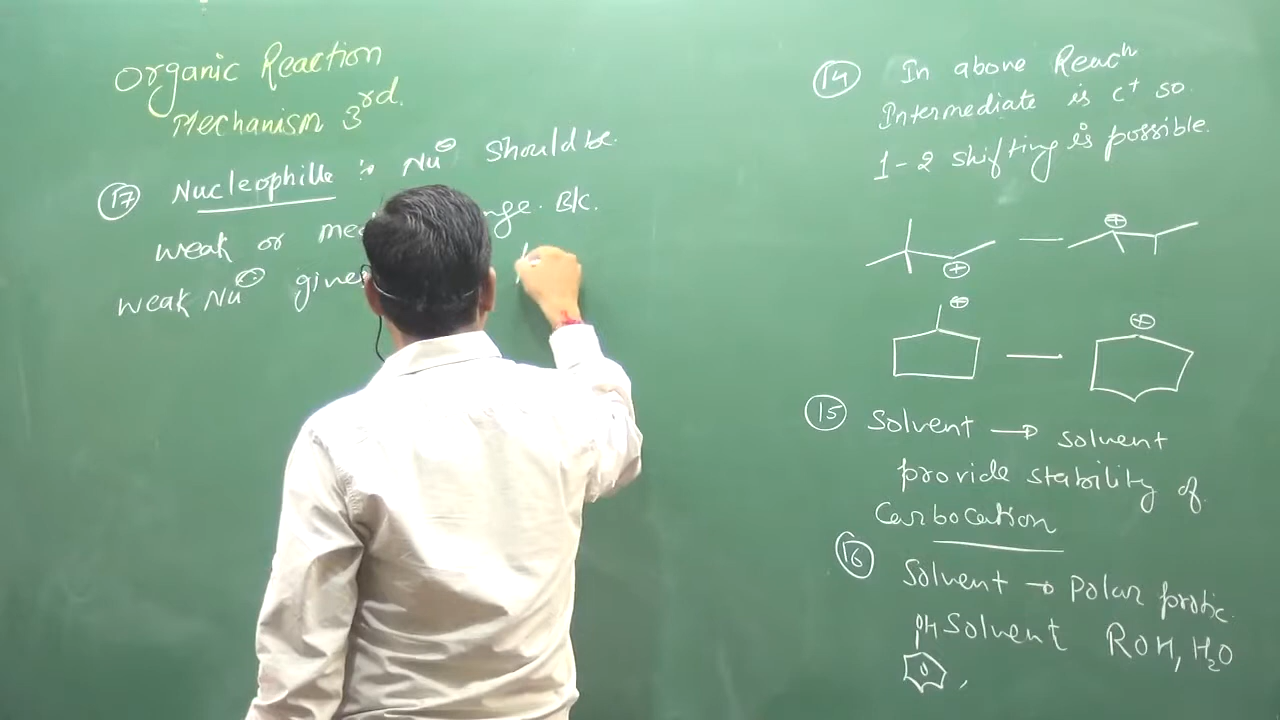 Organic Reaction
Mechanism 3rd.
(17) Nucleophille :- Nu⊖ should be.
weak or B/c.
weak Nu⊖ gives
(14) In above Reacn
Intermediate is C+ so.
1-2 shifting is possible.
⊕ ⊕
⊕ ⊕
(15) Solvent → solvent
provide stability of.
Carbocation
(16) Solvent → Polar protic.
Solvent ROH, H2O